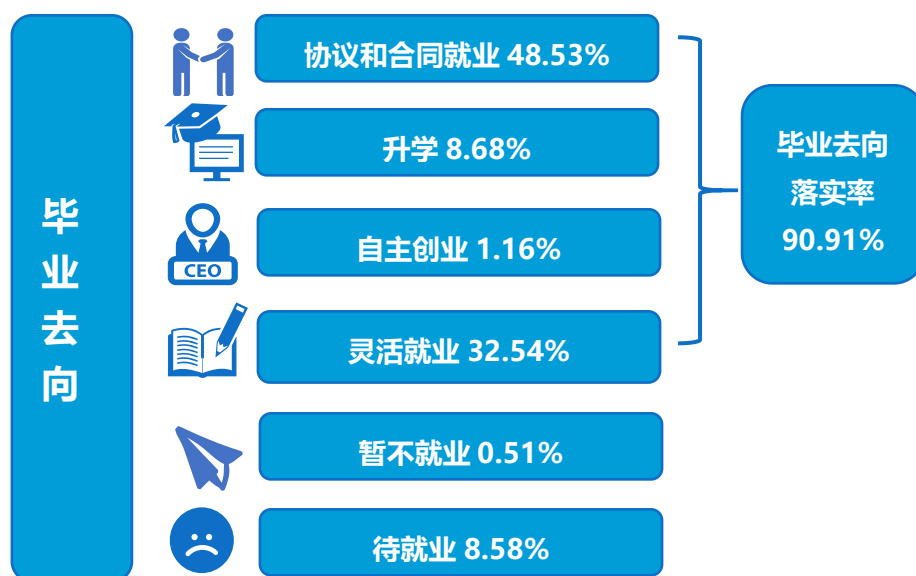 毕业去向
协议和合同就业 48.53%
升学 8.68%
CEO
自主创业 1.16%
灵活就业 32.54%
暂不就业 0.51%
待就业 8.58%
毕业去向
落实率
90.91%